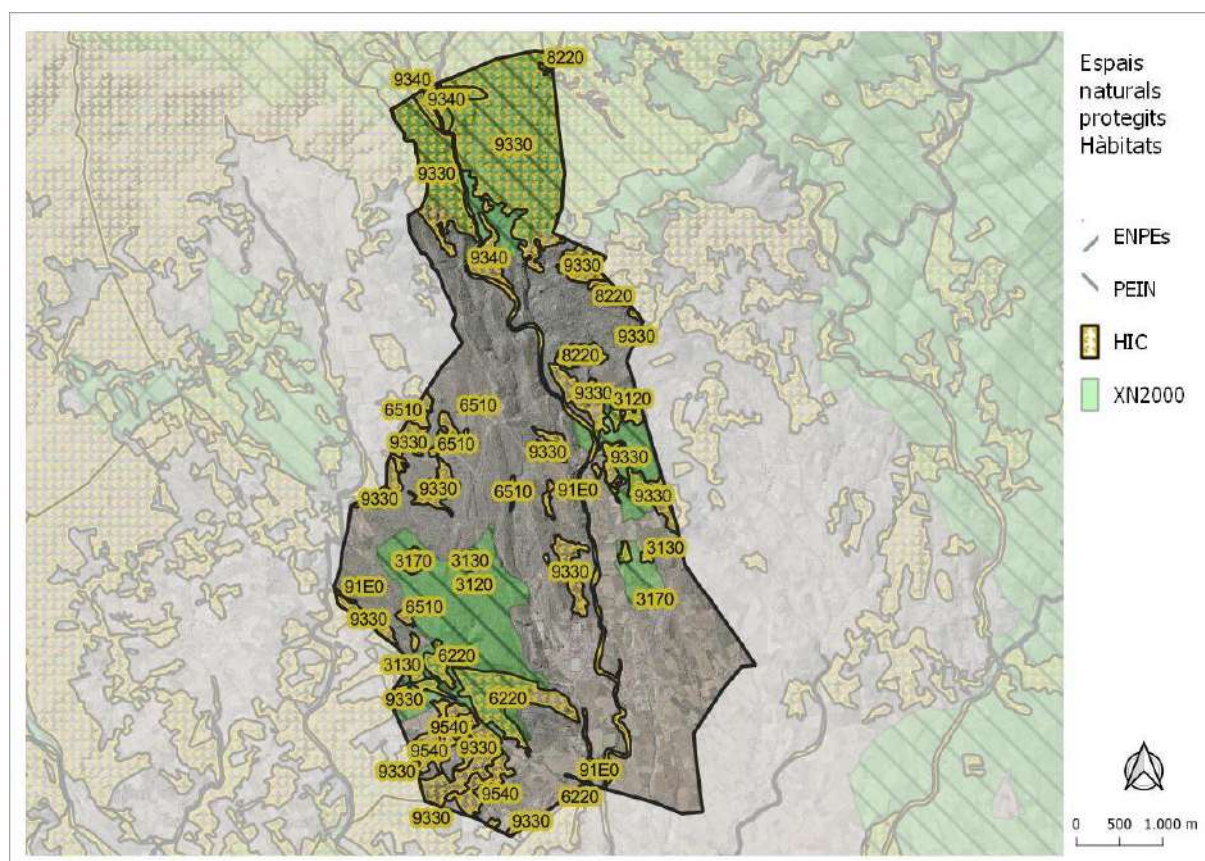 Espais
naturals
protegits
Hàbitats
ENPEs
PEIN
HIC
XN2000
0 500 1.000 m
8220
9340
9340
9330
9330
9340
9330
8220
9330
8220
9330 3120
6510 6510
9330 6510 9330 9330
9330 9330 6510 91E0 9330
3170 3130 3130
3120 9330
91E0 6510 3170
9330
3130 6220
9330 6220
9540
9540 9330
9330 91E0
9540 6220
9330 9330